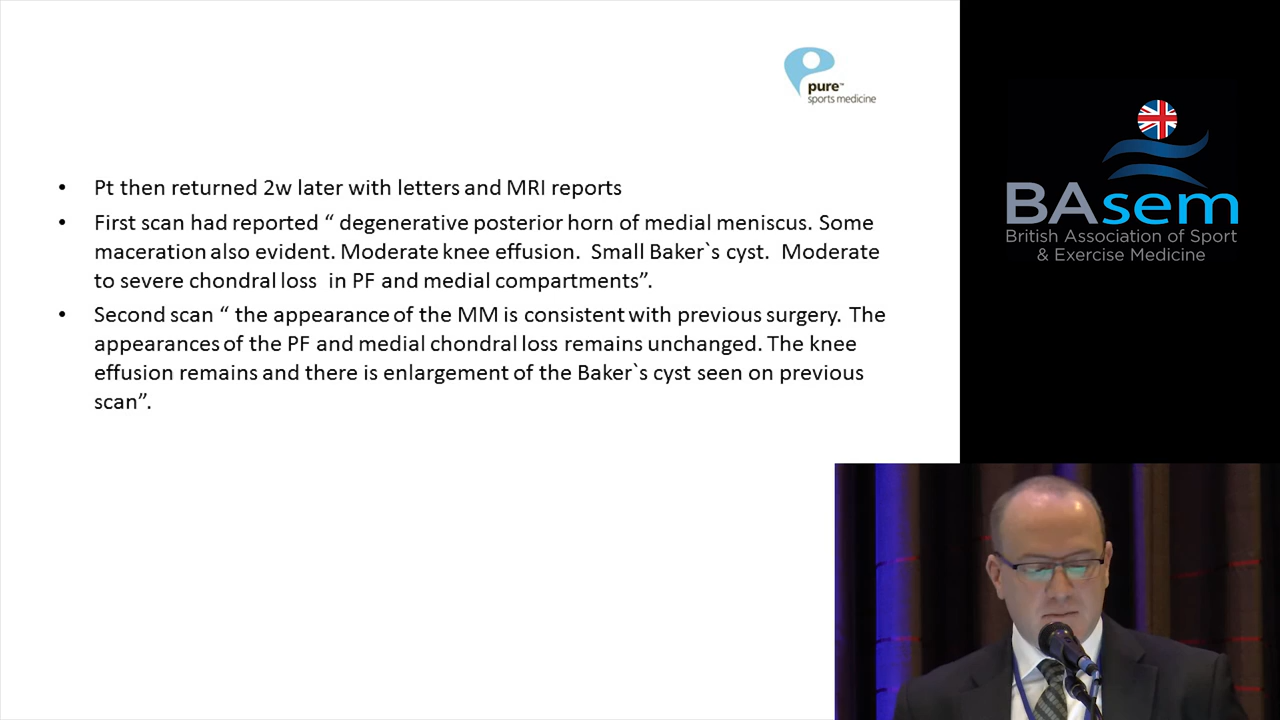 pure™
sports medicine
• Pt then returned 2w later with letters and MRI reports
• First scan had reported “ degenerative posterior horn of medial meniscus. Some
maceration also evident. Moderate knee effusion.  Small Baker`s cyst.  Moderate
to severe chondral loss  in PF and medial compartments”.
• Second scan “ the appearance of the MM is consistent with previous surgery. The
appearances of the PF and medial chondral loss remains unchanged. The knee
effusion remains and there is enlargement of the Baker`s cyst seen on previous
scan”.
BAsem
British Association of Sport
& Exercise Medicine